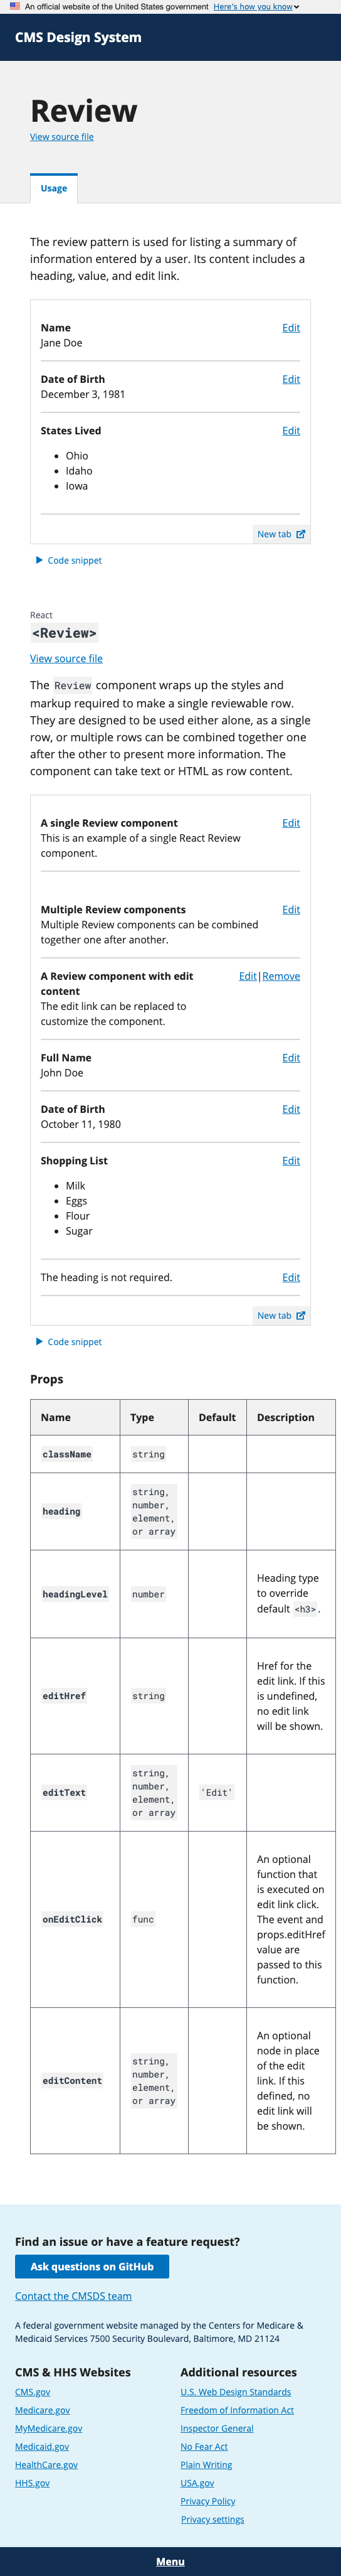 An official website of the United States government Here's how you know
CMS Design System
Review
View source file
Usage
The review pattern is used for listing a summary of
information entered by a user. Its content includes a
heading, value, and edit link.
Name Edit
Jane Doe
Date of Birth Edit
December 3, 1981
States Lived Edit
Ohio
Idaho
Iowa
New tab
Code snippet
React
<Review>
View source file
The Review component wraps up the styles and
markup required to make a single reviewable row.
They are designed to be used either alone, as a single
row, or multiple rows can be combined together one
after the other to present more information. The
component can take text or HTML as row content.
A single Review component Edit
This is an example of a single React Review
component.
Multiple Review components Edit
Multiple Review components can be combined
together one after another.
A Review component with edit Edit|Remove
content
The edit link can be replaced to
customize the component.
Full Name Edit
John Doe
Date of Birth Edit
October 11, 1980
Shopping List Edit
Milk
Eggs
Flour
Sugar
The heading is not required. Edit
New tab
Code snippet
Props
Name Type Default Description
className string
heading
string,
number,
element,
or array
headingLevel number
Heading type
to override
default <h3>.
editHref string
Href for the
edit link. If this
is undefined,
no edit link
will be shown.
editText
string,
number,
element,
or array
'Edit'
onEditClick func
An optional
function that
is executed on
edit link click.
The event and
props.editHref
value are
passed to this
function.
editContent
string,
number,
element,
or array
An optional
node in place
of the edit
link. If this
defined, no
edit link will
be shown.
Find an issue or have a feature request?
Ask questions on GitHub
Contact the CMSDS team
A federal government website managed by the Centers for Medicare &
Medicaid Services 7500 Security Boulevard, Baltimore, MD 21124
CMS & HHS Websites
CMS.gov
Medicare.gov
MyMedicare.gov
Medicaid.gov
HealthCare.gov
HHS.gov
Additional resources
U.S. Web Design Standards
Freedom of Information Act
Inspector General
No Fear Act
Plain Writing
USA.gov
Privacy Policy
Privacy settings
Menu